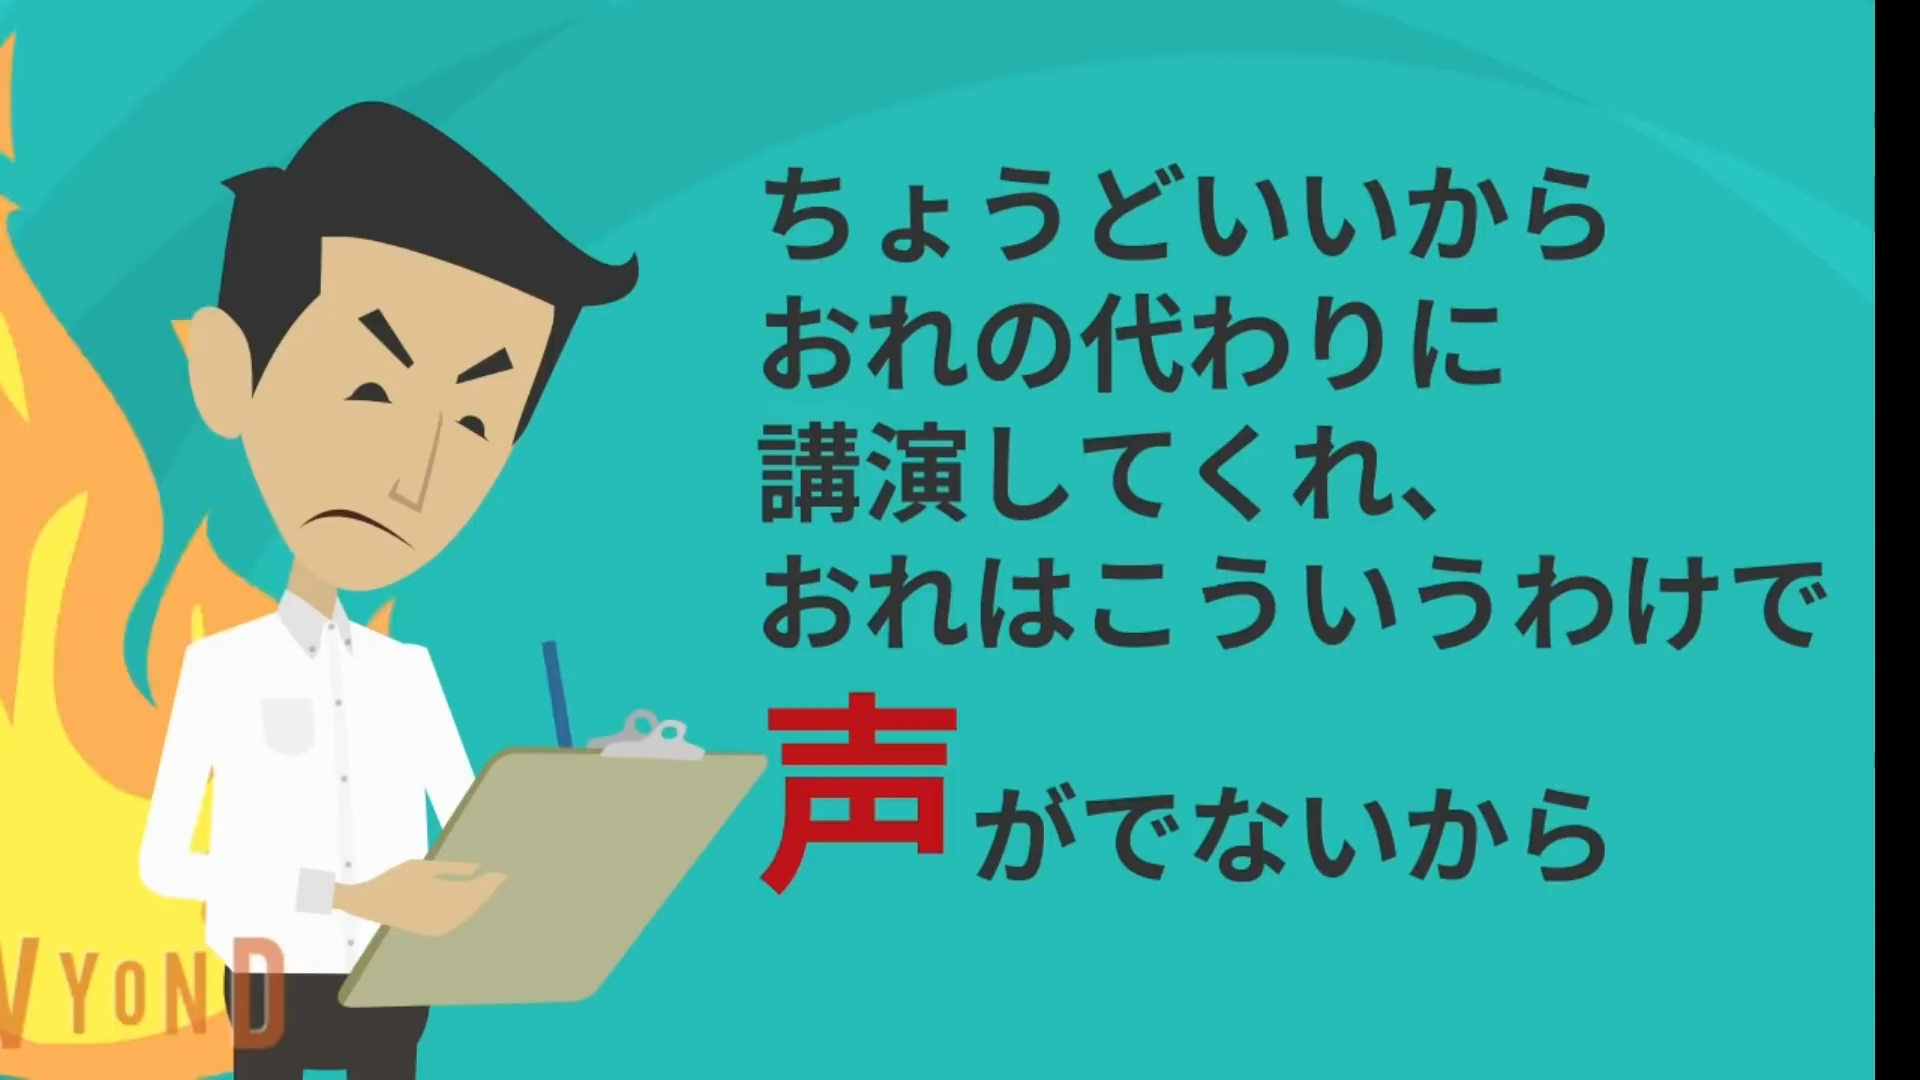 ちょうどいいから
おれの代わりに
講演してくれ、
おれはこういうわけで
声がでないから
VYOND